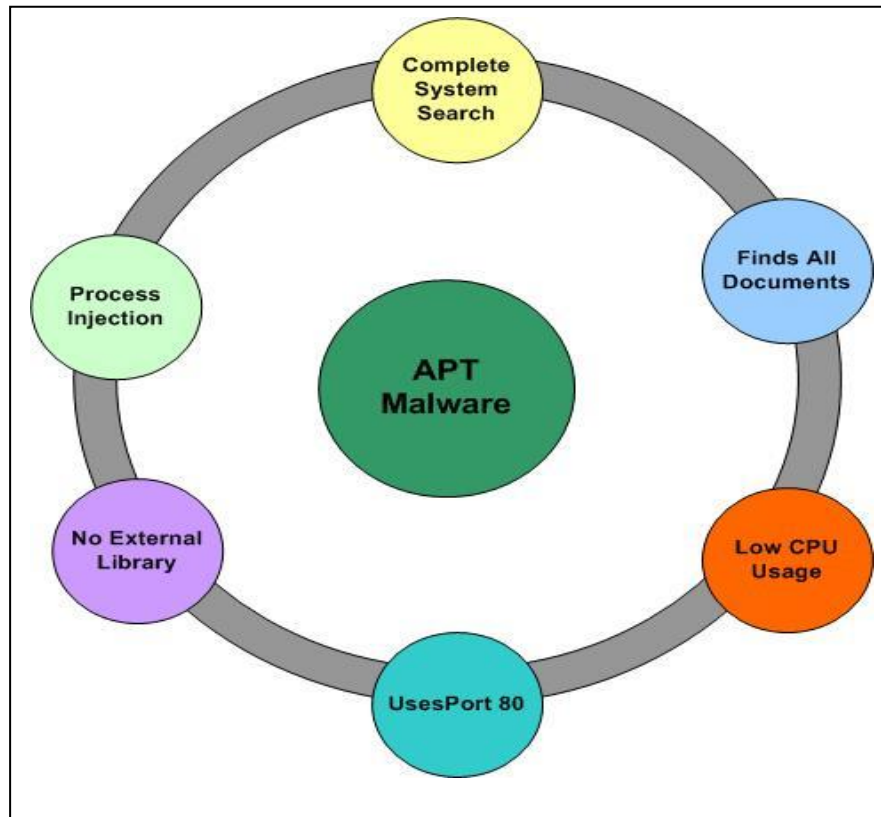 Complete
System
Search
Finds All
Documents
Process
Injection
APT
Malware
No External
Library
Low CPU
Usage
UsesPort 80